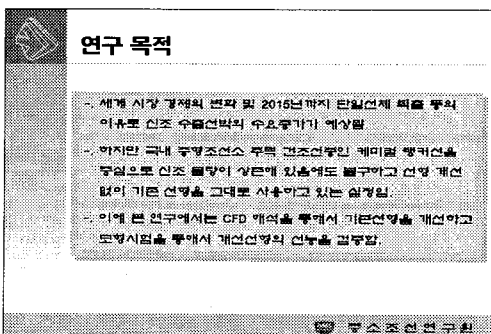 연구 목적
-. 세계 시장 경제의 변화 및 2015년까지 단일선체 퇴출 등의
이유로 신조 수출선박의 수요증가가 예상됨
-. 하지만 국내 중형조선소 주력 건조선종인 케미컬 탱커선을
중심으로 신조 물량이 상존해 있음에도 불구하고 선형 개선
없이 기존 선형을 그대로 사용하고 있는 실정임.
-. 이에 본 연구에서는 CFD 해석을 통해서 기존선형을 개선하고
모형시험을 통해서 개선선형의 선능을 검증함.
중소조선연구원